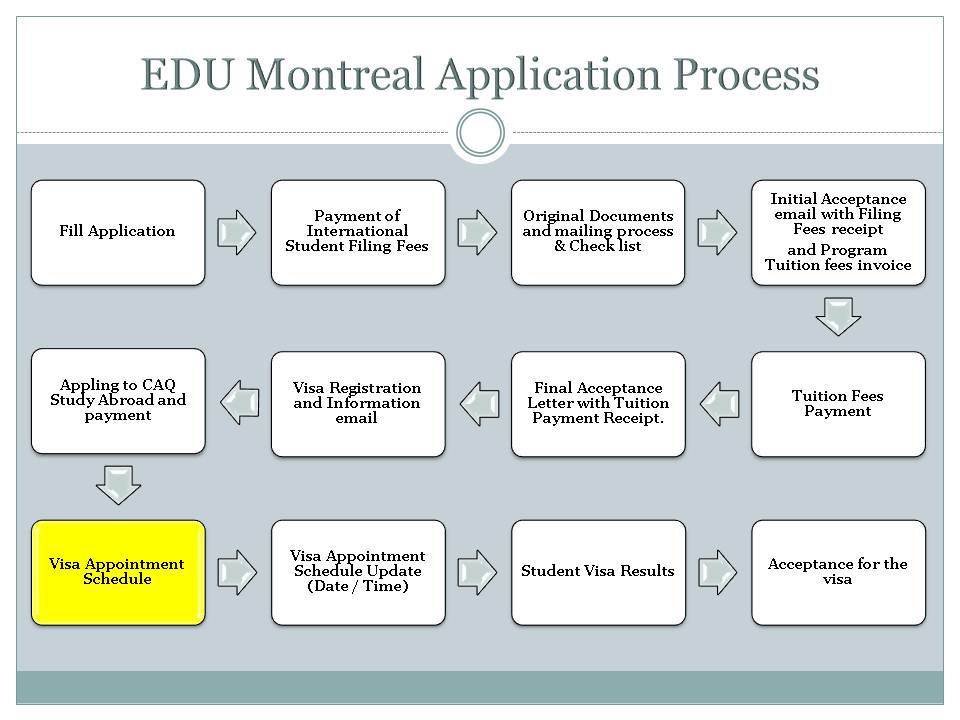 EDU Montreal Application Process
Fill Application
Payment of
International
Student Filing Fees
Original Documents
and mailing process
& Check list
Initial Acceptance
email with Filing
Fees receipt
and Program
Tuition fees invoice
Tuition Fees
Payment
Final Acceptance
Letter with Tuition
Payment Receipt.
Visa Registration
and Information
email
Appling to CAQ
Study Abroad and
payment
Visa Appointment
Schedule
Visa Appointment
Schedule Update
(Date / Time)
Student Visa Results
Acceptance for the
visa